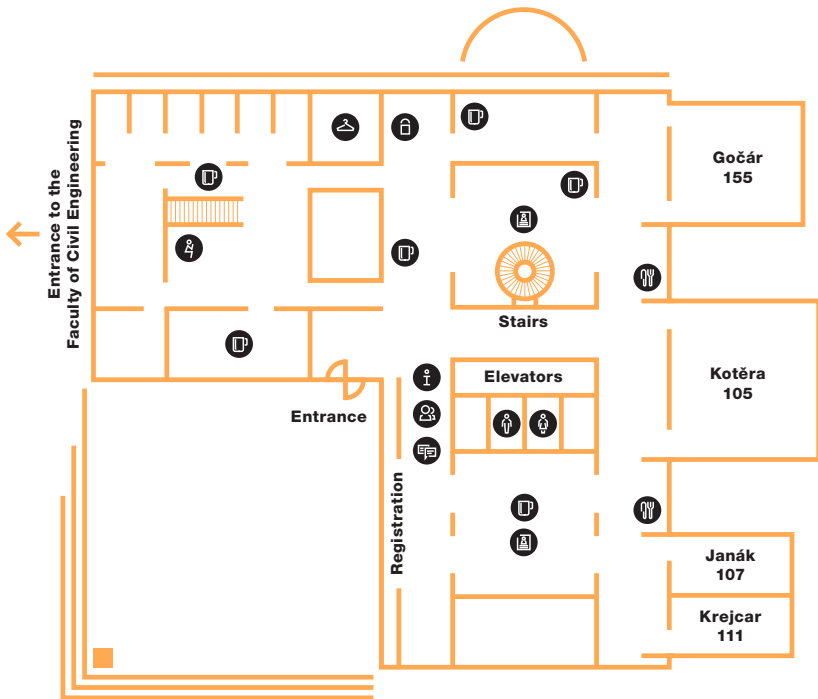 Gočár
155
Entrance to the
Faculty of Civil Engineering
Stairs
Elevators
Kotěra
105
Entrance
Registration
Janák
107
Krejcar
111